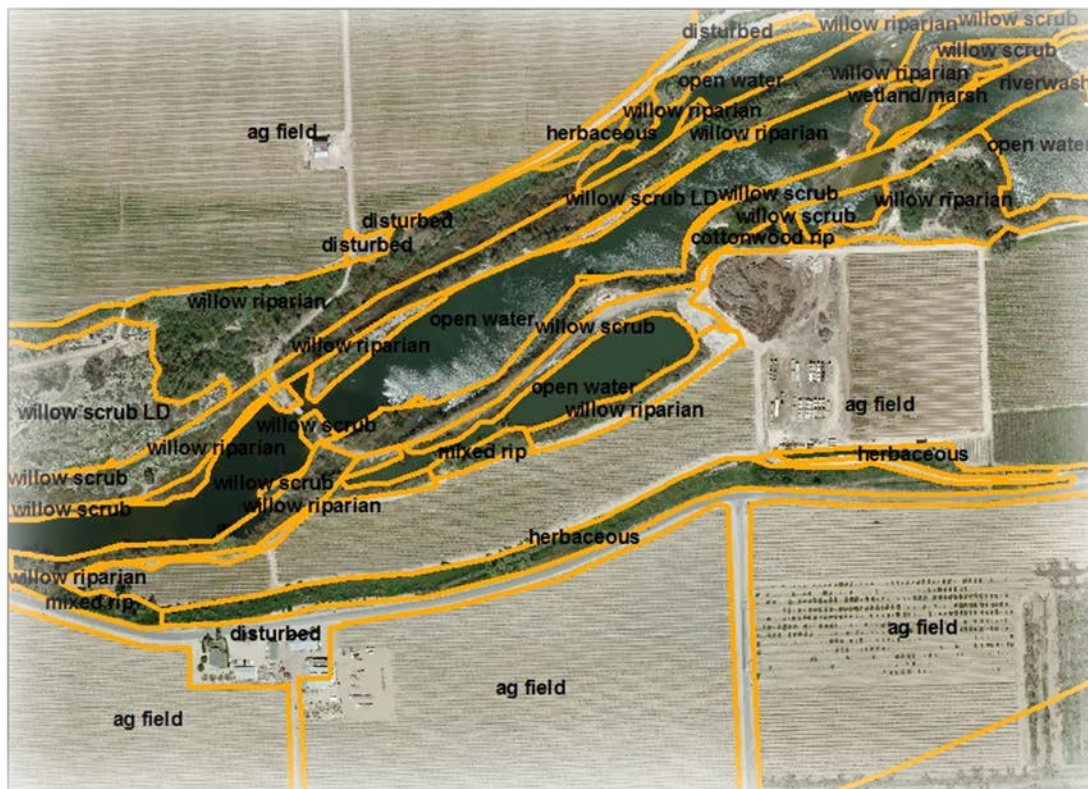 willow riparian
willow scrub
disturbed
willow scrub
open water
willow riparian
riverwash
wetland/marsh
willow riparian
ag field
herbaceous
willow riparian
open water
willow scrub LD
willow scrub
willow riparian
disturbed
willow scrub
disturbed
cottonwood rip
willow riparian
open water
willow scrub
willow riparian
open water
willow scrub LD
willow riparian
ag field
willow scrub
willow riparian
mixed rip
herbaceous
willow scrub
willow scrub
willow scrub
willow riparian
herbaceous
willow riparian
mixed rip
disturbed
ag field
ag field
ag field